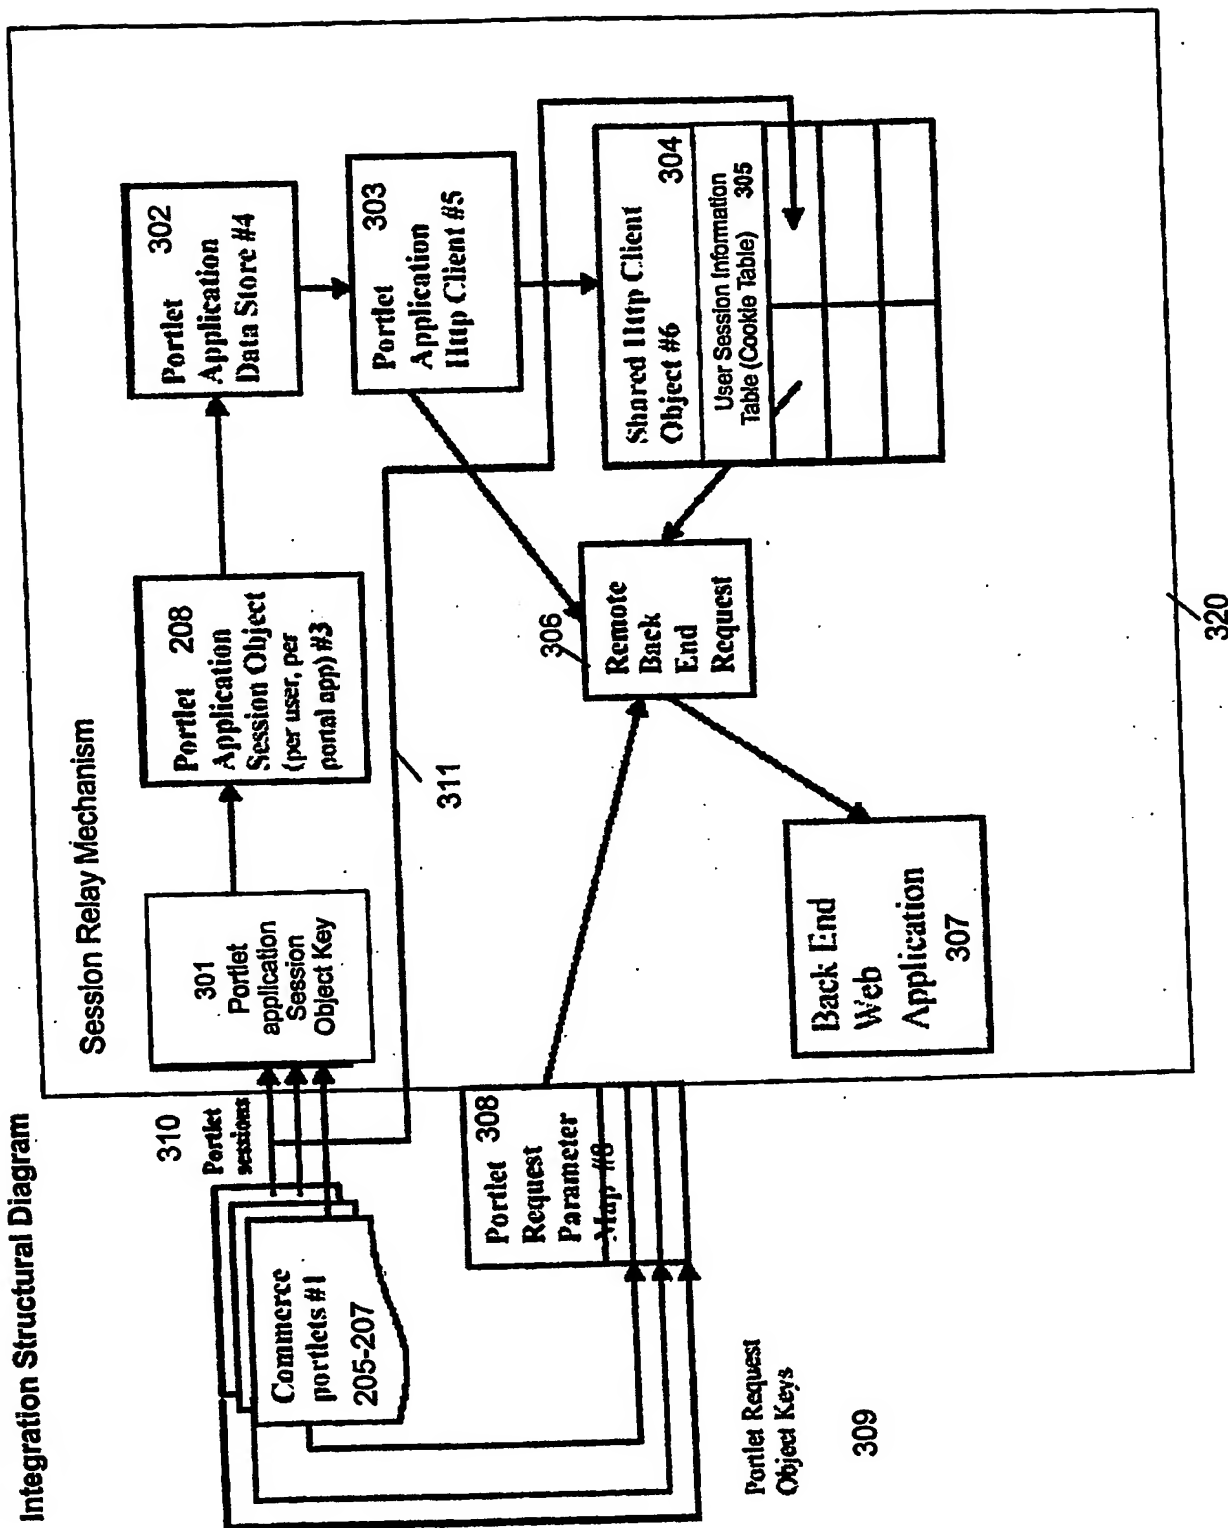 Integration Structural Diagram
Session Relay Mechanism
Commerce
portlets #1
205-207
310
Portlet
sessions
301
Portlet
application
Session
Object Key
Portlet 208
Application
Session Object
(per user, per
portal app) #3
Portlet 302
Application
Data Store #4
Portlet 303
Application
Http Client #5
311
Portlet 308
Request
Parameter
Map #8
306
Remote
Back
End
Request
Shared Http Client
Object #6 304
User Session Information
Table (Cookie Table) 305
Back End
Web
Application
307
Portlet Request
Object Keys
309
320